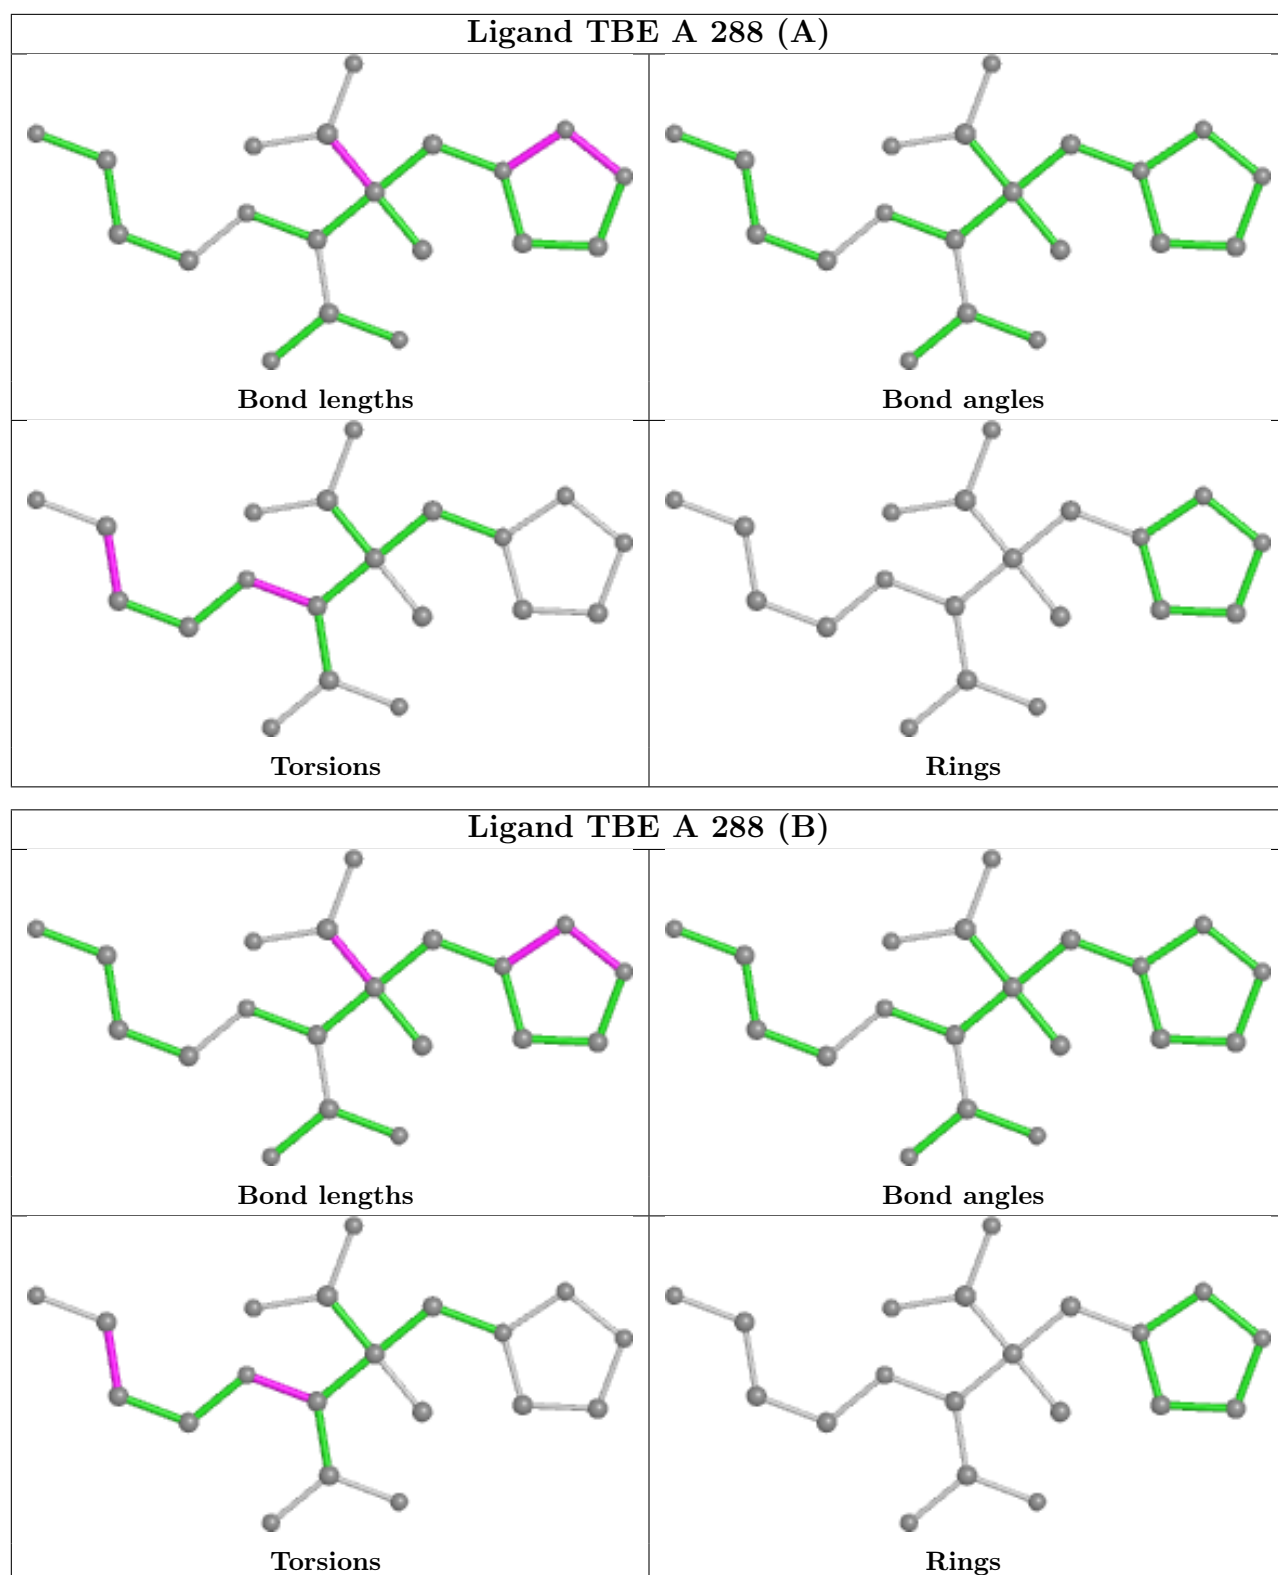 Ligand TBE A 288 (A)
Bond lengths
Bond angles
Torsions
Rings
Ligand TBE A 288 (B)
Bond lengths
Bond angles
Torsions
Rings